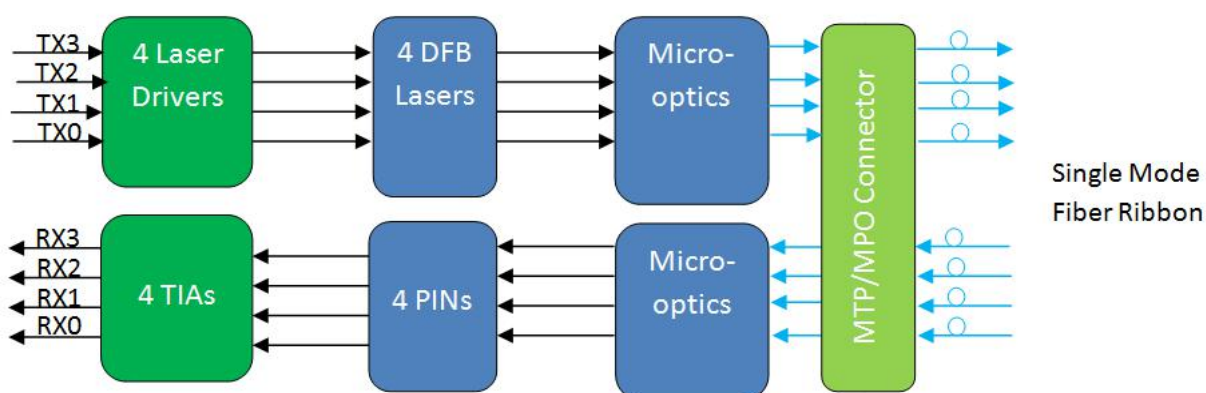 TX3
TX2
TX1
TX0
4 Laser
Drivers
4 DFB
Lasers
Micro-
optics
MTP/MPO Connector
Single Mode
Fiber Ribbon
RX3
RX2
RX1
RX0
4 TIAs
4 PINs
Micro-
optics